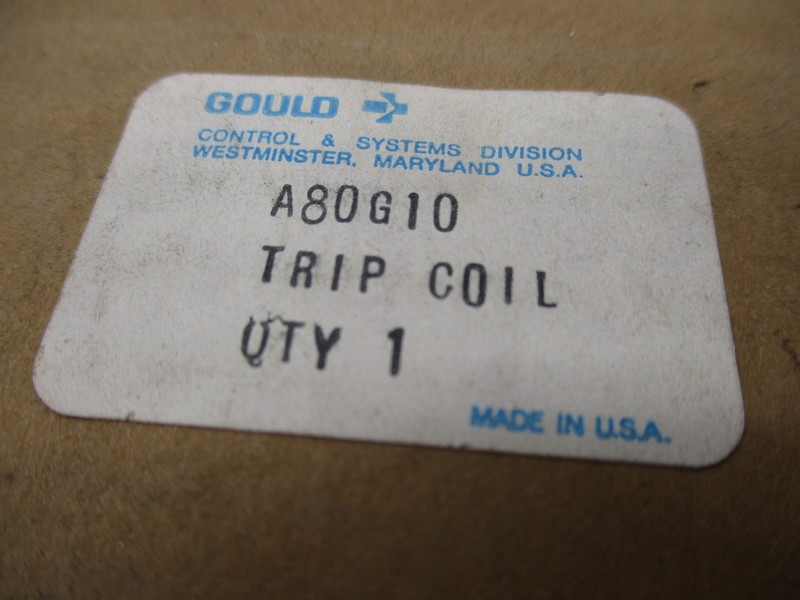 GOULD
CONTROL & SYSTEMS DIVISION
WESTMINSTER, MARYLAND U.S.A.
A80G10
TRIP COIL
QTY 1
MADE IN U.S.A.